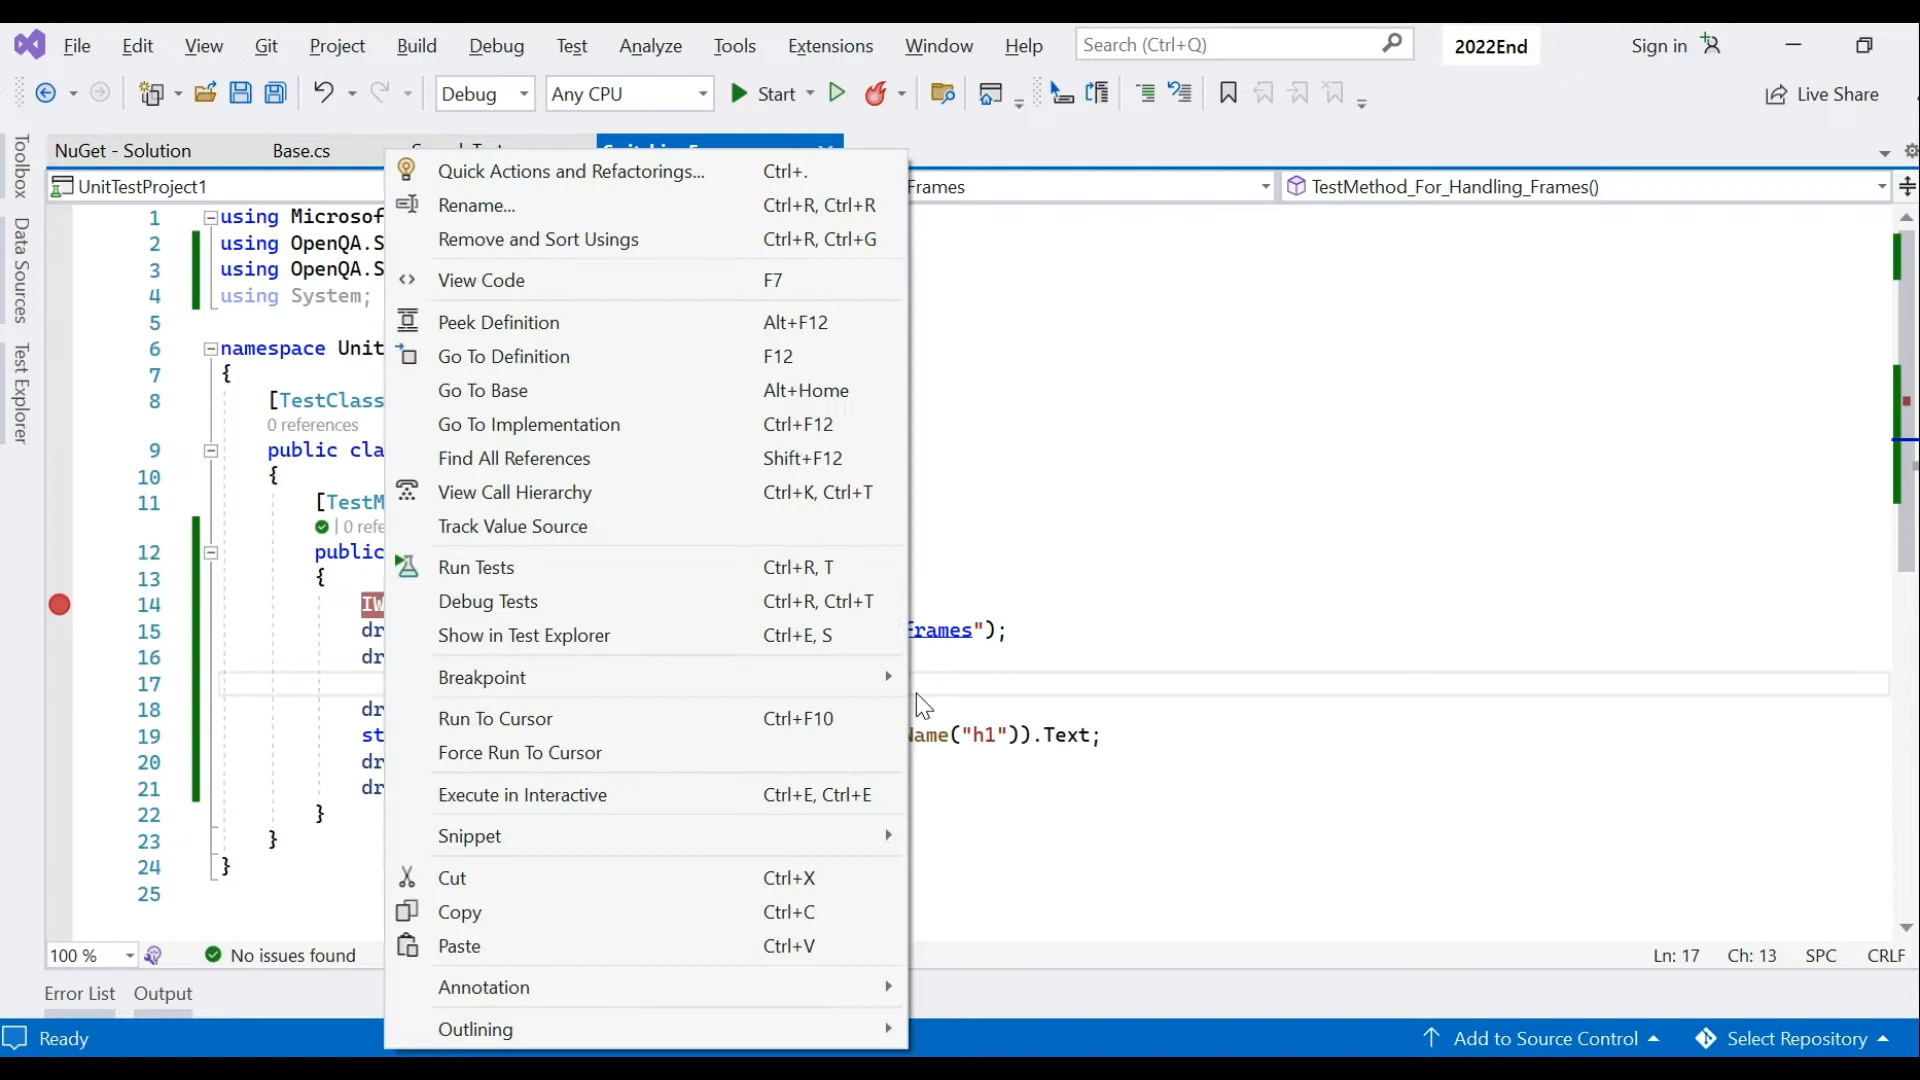 File Edit View Git Project Build Debug Test Analyze Tools Extensions Window Help Search (Ctrl+Q) 2022End Sign in
Debug Any CPU Start Live Share
NuGet - Solution Base.cs
UnitTestProject1 Frames TestMethod_For_Handling_Frames()
Toolbox
Data Sources
Test Explorer
1 using Microsof
2 using OpenQA.S
3 using OpenQA.S
4 using System;
5
6 namespace Unit
7 {
8 [TestClass
0 references
9 public cla
10 {
11 [TestM
0 refe
12 public
13 {
14 IW
15 dr Frames");
16 dr
17
18 dr
19 st Name("h1")).Text;
20 dr
21 dr
22 }
23 }
24 }
25
Quick Actions and Refactorings... Ctrl+.
Rename... Ctrl+R, Ctrl+R
Remove and Sort Usings Ctrl+R, Ctrl+G
View Code F7
Peek Definition Alt+F12
Go To Definition F12
Go To Base Alt+Home
Go To Implementation Ctrl+F12
Find All References Shift+F12
View Call Hierarchy Ctrl+K, Ctrl+T
Track Value Source
Run Tests Ctrl+R, T
Debug Tests Ctrl+R, Ctrl+T
Show in Test Explorer Ctrl+E, S
Breakpoint
Run To Cursor Ctrl+F10
Force Run To Cursor
Execute in Interactive Ctrl+E, Ctrl+E
Snippet
Cut Ctrl+X
Copy Ctrl+C
Paste Ctrl+V
Annotation
Outlining
100 % No issues found Ln: 17 Ch: 13 SPC CRLF
Error List Output
Ready Add to Source Control Select Repository